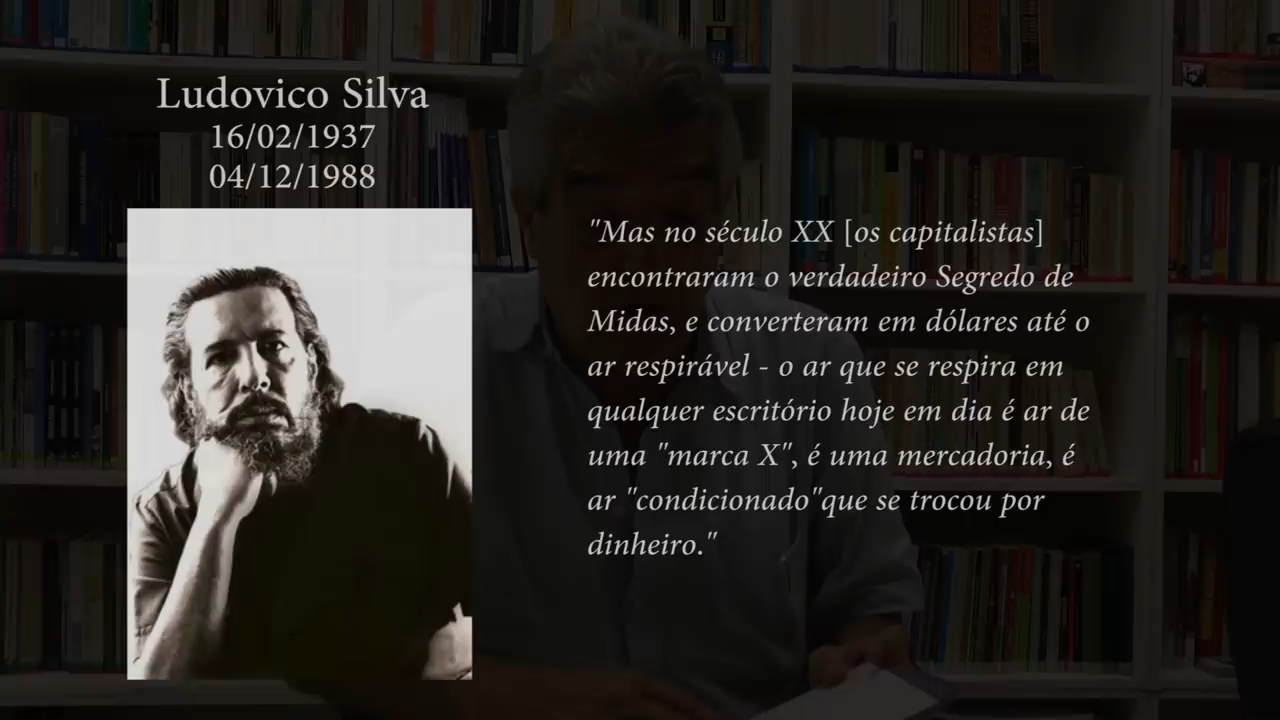 Ludovico Silva
16/02/1937
04/12/1988
"Mas no século XX [os capitalistas]
encontraram o verdadeiro Segredo de
Midas, e converteram em dólares até o
ar respirável - o ar que se respira em
qualquer escritório hoje em dia é ar de
uma "marca X", é uma mercadoria, é
ar "condicionado"que se trocou por
dinheiro."